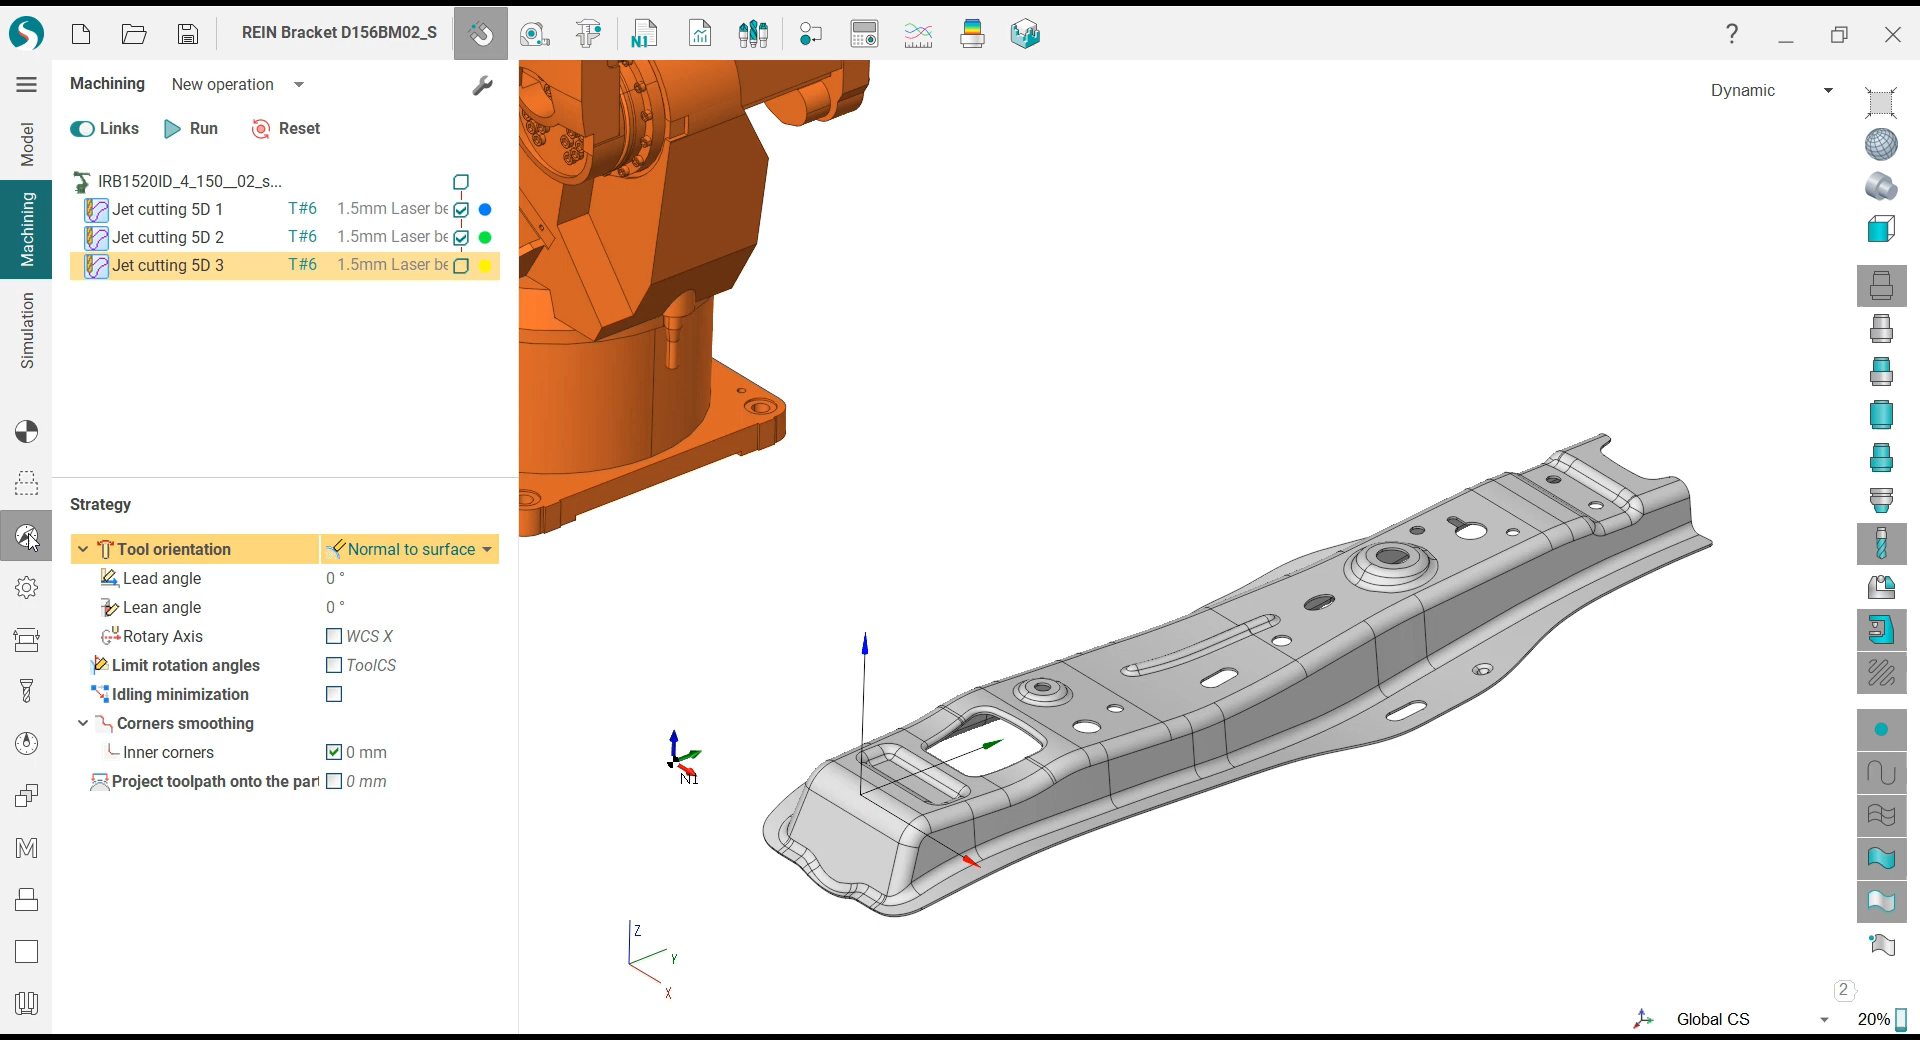 REIN Bracket D156BM02_S
N1
?
Machining
New operation
Dynamic
Links
Run
Reset
Model
Machining
Simulation
IRB1520ID_4_150__02_s...
Jet cutting 5D 1 T#6 1.5mm Laser be
Jet cutting 5D 2 T#6 1.5mm Laser be
Jet cutting 5D 3 T#6 1.5mm Laser be
Strategy
Tool orientation Normal to surface
Lead angle 0 °
Lean angle 0 °
Rotary Axis WCS X
Limit rotation angles ToolCS
Idling minimization
Corners smoothing
Inner corners 0 mm
Project toolpath onto the part 0 mm
N1
Z
Y
X
2
Global CS
20%